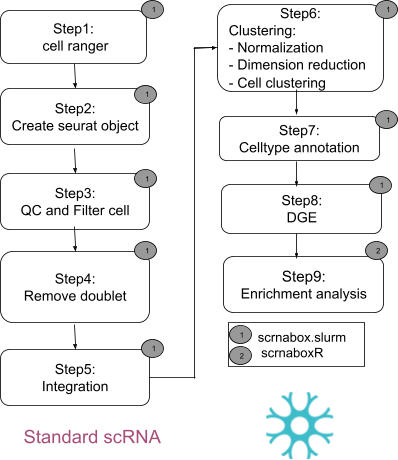 1
Step1:
cell ranger
1
Step2:
Create seurat object
1
Step3:
QC and Filter cell
1
Step4:
Remove doublet
1
Step5:
Integration
1
Step6:
Clustering:
- Normalization
- Dimension reduction
- Cell clustering
1
Step7:
Celltype annotation
1
Step8:
DGE
2
Step9:
Enrichment analysis
1 scrnabox.slurm
2 scrnaboxR
Standard scRNA